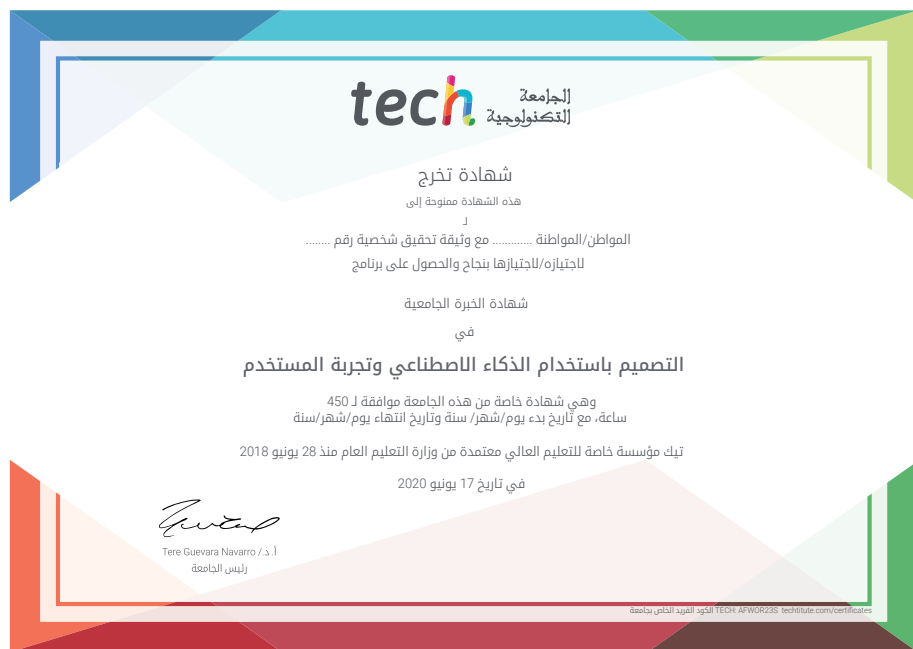 tech الجامعة
التكنولوجية
شهادة تخرج
هذه الشهادة ممنوحة إلى
لـ
المواطن/المواطنة ............. مع وثيقة تحقيق شخصية رقم ........
لاجتيازه/لاجتيازها بنجاح والحصول على برنامج
شهادة الخبرة الجامعية
في
التصميم باستخدام الذكاء الاصطناعي وتجربة المستخدم
وهي شهادة خاصة من هذه الجامعة موافقة لـ 450
ساعة، مع تاريخ بدء يوم/شهر/ سنة وتاريخ انتهاء يوم/شهر/سنة
تيك مؤسسة خاصة للتعليم العالي معتمدة من وزارة التعليم العام منذ 28 يونيو 2018
في تاريخ 17 يونيو 2020
أ. د./ Tere Guevara Navarro
رئيس الجامعة
الكود الفريد الخاص بجامعة TECH: AFWOR23S techtitute.com/certificates